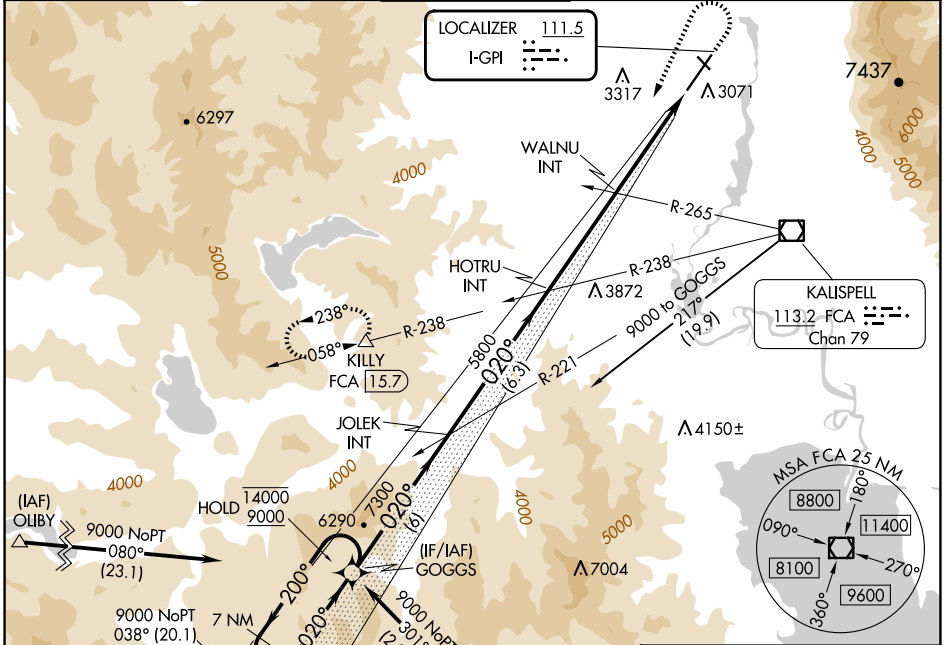 LOCALIZER 111.5
I-GPI
3317
3071
7437
6297
6000
4000
5000
4000
WALNU
INT
R-265
5000
HOTRU
INT
R-238
3872
9000 to GOGGS
217°
(19.9)
KALISPELL
113.2 FCA
Chan 79
238°
R-238
058°
KILLY
FCA 15.7
5800
020°
(6.3)
R-221
JOLEK
INT
4150±
MSA FCA 25 NM
8800
180°
090°
11400
8100
270°
360°
9600
4000
4000
(IAF)
OLIBY
9000 NoPT
080°
(23.1)
HOLD
14000
9000
6290
7300
020°
(6)
4000
5000
(IF/IAF)
GOGGS
7004
200°
020°
9000 NoPT
038° (20.1)
7 NM
9000 NoPT
301°